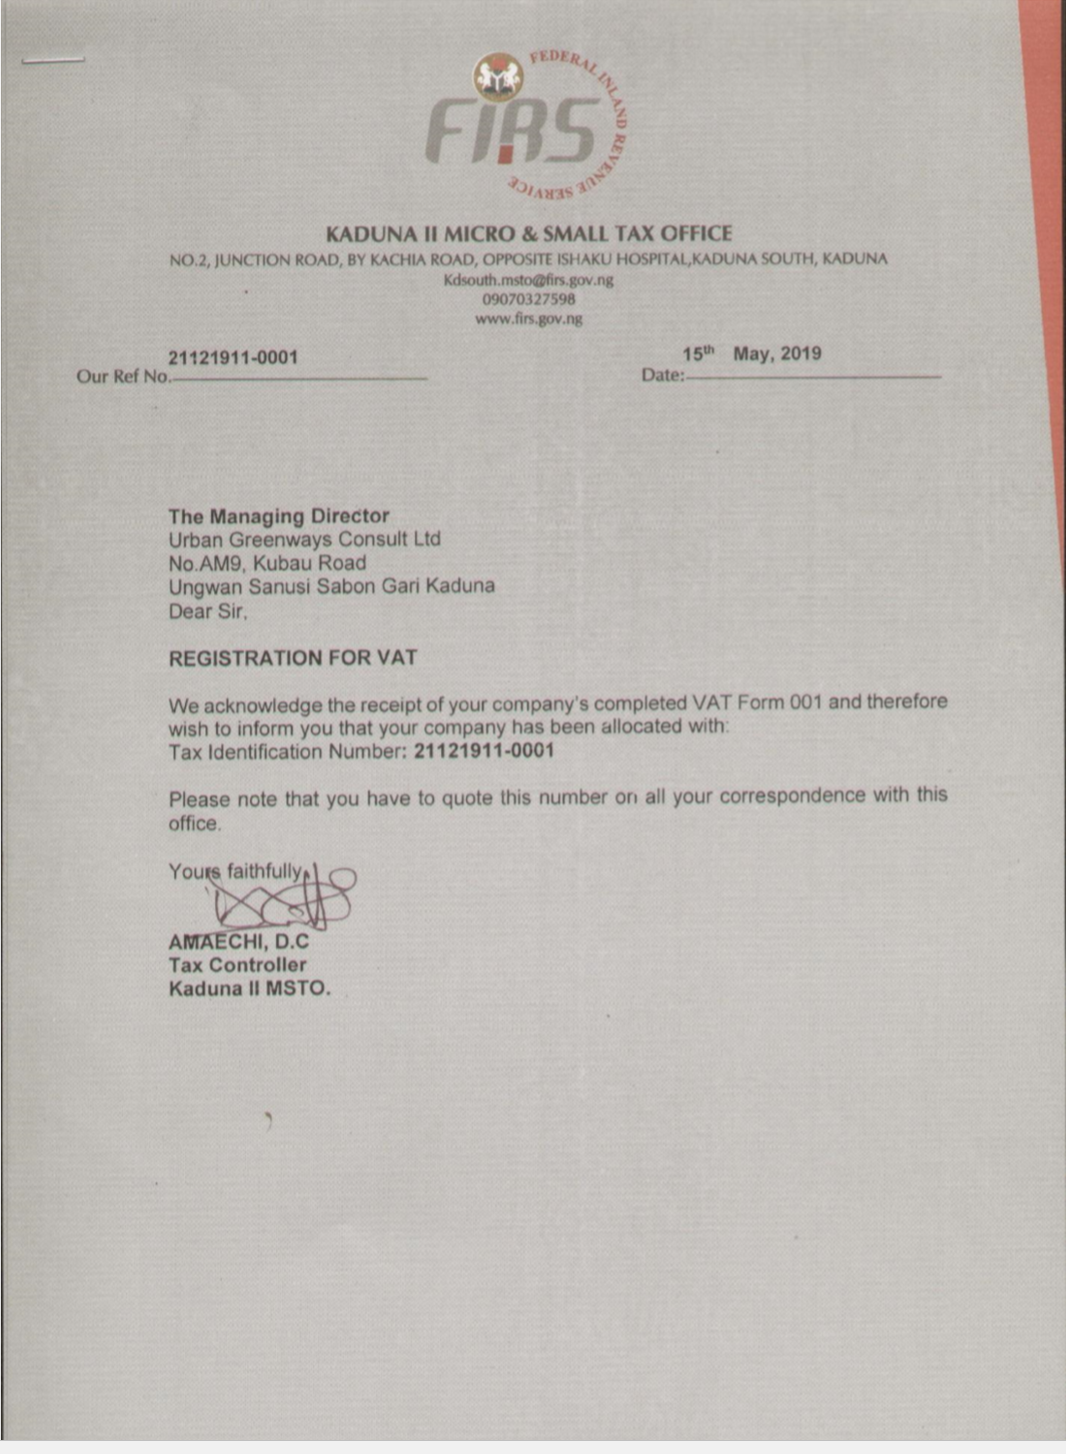 FEDERAL INLAND REVENUE SERVICE
FIRS
KADUNA II MICRO & SMALL TAX OFFICE
NO.2, JUNCTION ROAD, BY KACHIA ROAD, OPPOSITE ISHAKU HOSPITAL,KADUNA SOUTH, KADUNA
Kdsouth.msto@firs.gov.ng
09070327598
www.firs.gov.ng
21121911-0001
Our Ref No.
15th May, 2019
Date:
The Managing Director
Urban Greenways Consult Ltd
No.AM9, Kubau Road
Ungwan Sanusi Sabon Gari Kaduna
Dear Sir,
REGISTRATION FOR VAT
We acknowledge the receipt of your company's completed VAT Form 001 and therefore
wish to inform you that your company has been allocated with:
Tax Identification Number: 21121911-0001
Please note that you have to quote this number on all your correspondence with this
office.
Yours faithfully,
AMAECHI, D.C
Tax Controller
Kaduna II MSTO.